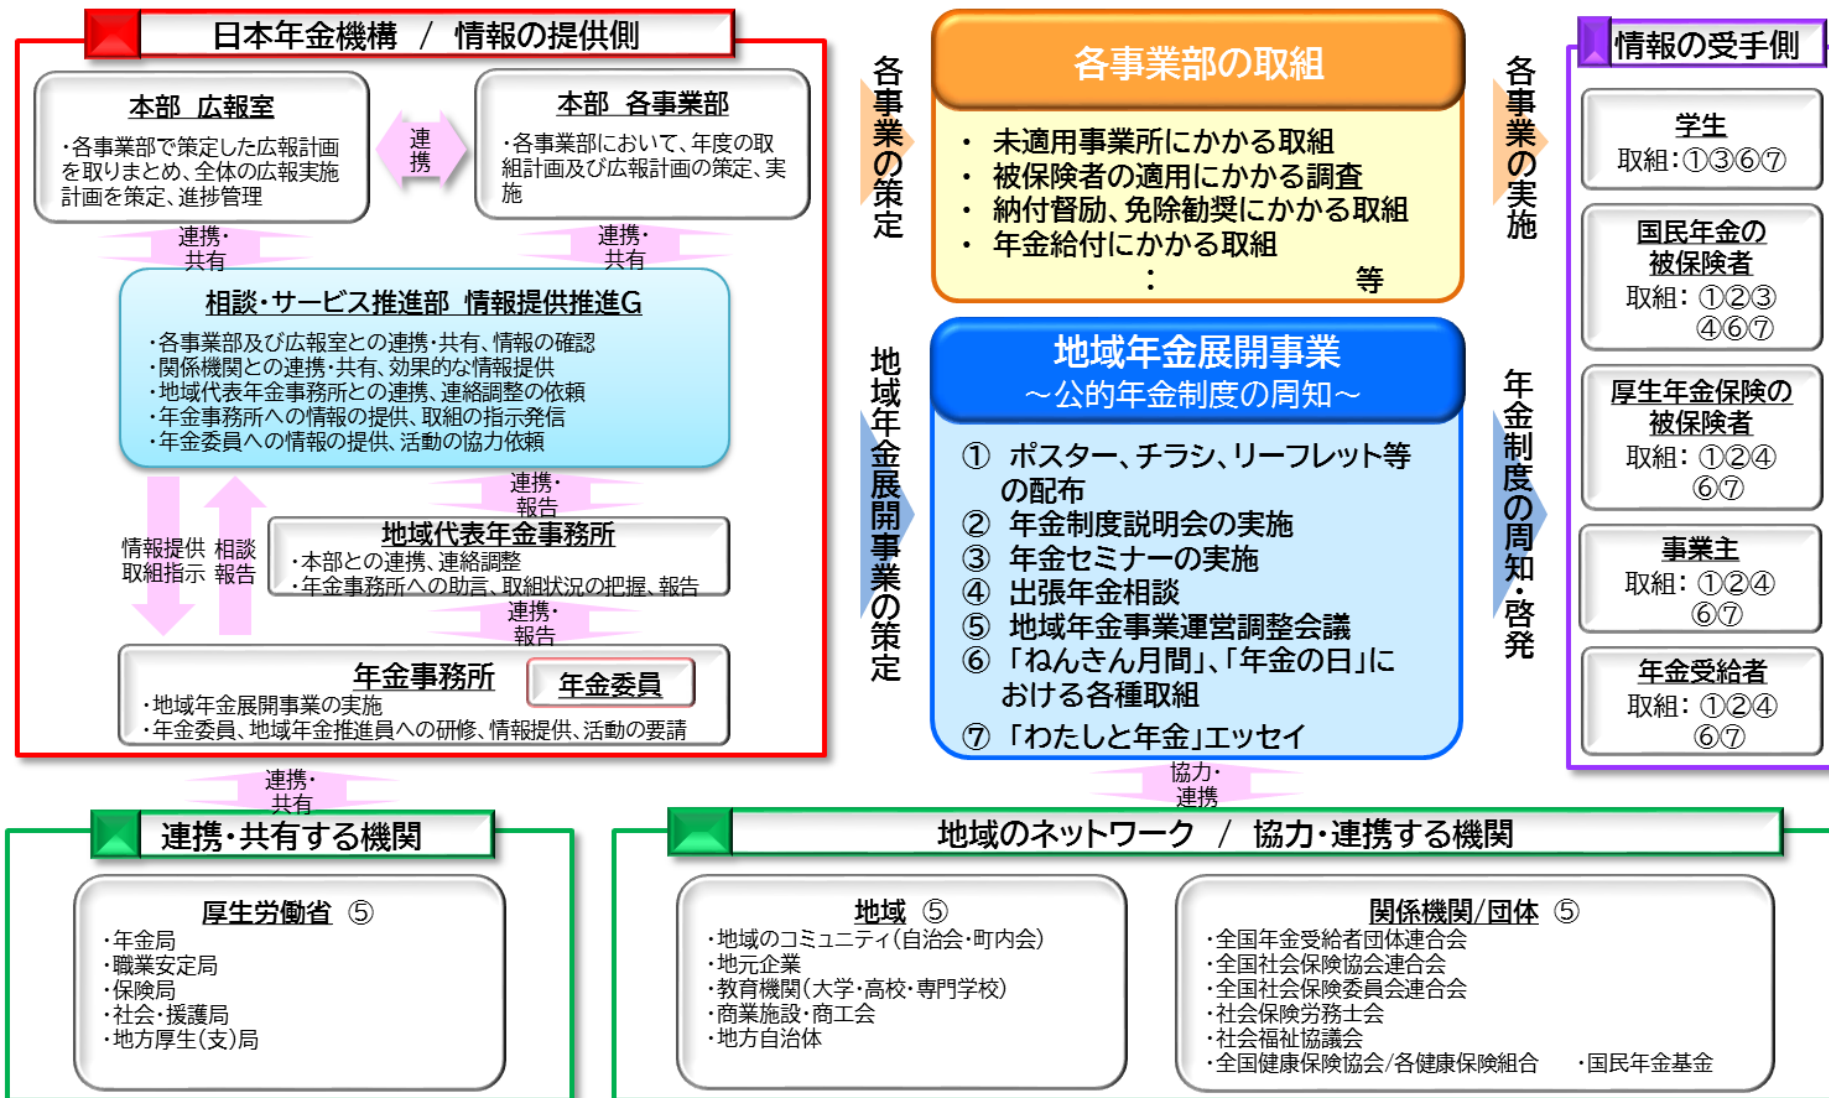 日本年金機構 / 情報の提供側
本部 広報室
・各事業部で策定した広報計画
を取りまとめ、全体の広報実施
計画を策定、進捗管理
連
携
本部 各事業部
・各事業部において、年度の取
組計画及び広報計画の策定、実
施
連携・
共有
連携・
共有
相談・サービス推進部 情報提供推進G
・各事業部及び広報室との連携・共有、情報の確認
・関係機関との連携・共有、効果的な情報提供
・地域代表年金事務所との連携、連絡調整の依頼
・年金事務所への情報の提供、取組の指示発信
・年金委員への情報の提供、活動の協力依頼
情報提供
取組指示
相談
報告
連携・
報告
地域代表年金事務所
・本部との連携、連絡調整
・年金事務所への助言、取組状況の把握、報告
連携・
報告
年金事務所
年金委員
・地域年金展開事業の実施
・年金委員、地域年金推進員への研修、情報提供、活動の要請
各事業の策定
地域年金展開事業の策定
各事業部の取組
・ 未適用事業所にかかる取組
・ 被保険者の適用にかかる調査
・ 納付督励、免除勧奨にかかる取組
・ 年金給付にかかる取組
： 等
地域年金展開事業
～公的年金制度の周知～
① ポスター、チラシ、リーフレット等
の配布
② 年金制度説明会の実施
③ 年金セミナーの実施
④ 出張年金相談
⑤ 地域年金事業運営調整会議
⑥ 「ねんきん月間」、「年金の日」に
おける各種取組
⑦ 「わたしと年金」エッセイ
各事業の実施
年金制度の周知・啓発
情報の受手側
学生
取組：①③⑥⑦
国民年金の
被保険者
取組： ①②③
④⑥⑦
厚生年金保険の
被保険者
取組： ①②④
⑥⑦
事業主
取組： ①②④
⑥⑦
年金受給者
取組： ①②④
⑥⑦
連携・
共有
連携・共有する機関
厚生労働省 ⑤
・年金局
・職業安定局
・保険局
・社会・援護局
・地方厚生(支)局
協力・
連携
地域のネットワーク / 協力・連携する機関
地域 ⑤
・地域のコミュニティ(自治会・町内会)
・地元企業
・教育機関(大学・高校・専門学校)
・商業施設・商工会
・地方自治体
関係機関/団体 ⑤
・全国年金受給者団体連合会
・全国社会保険協会連合会
・全国社会保険委員会連合会
・社会保険労務士会
・社会福祉協議会
・全国健康保険協会/各健康保険組合 ・国民年金基金